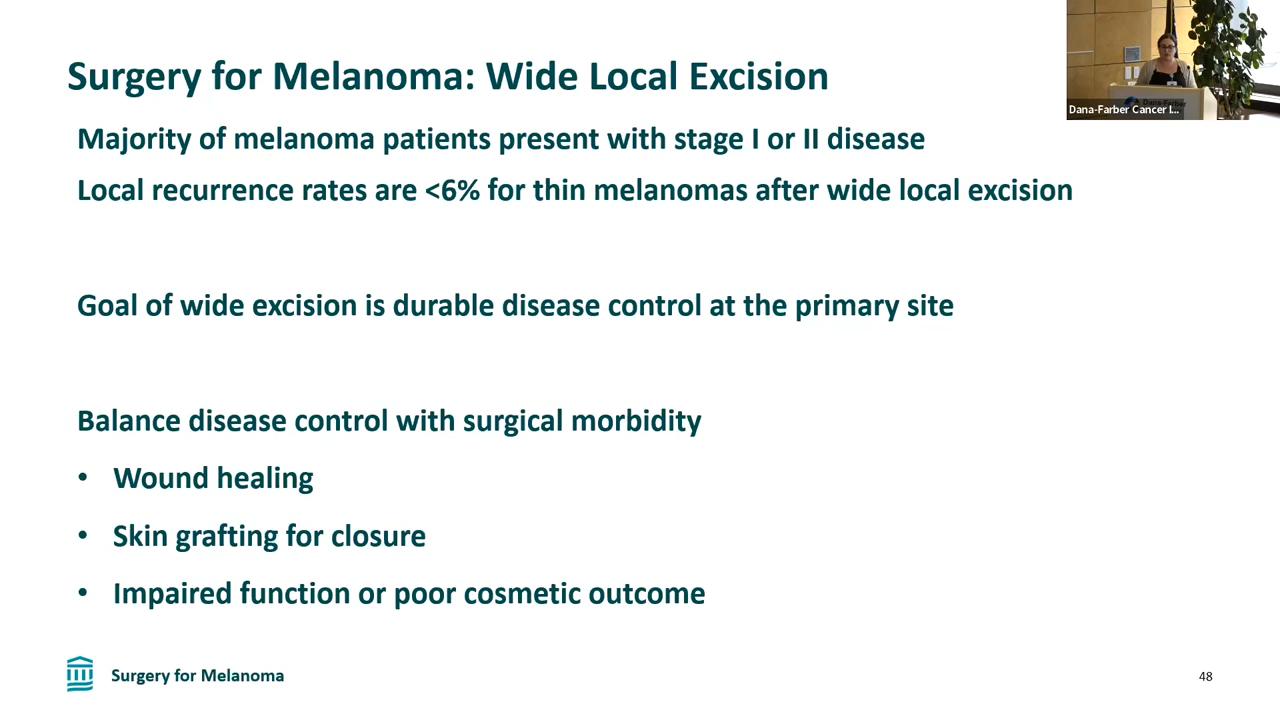 Surgery for Melanoma: Wide Local Excision
Dana-Farber Cancer I...
Majority of melanoma patients present with stage I or II disease
Local recurrence rates are <6% for thin melanomas after wide local excision
Goal of wide excision is durable disease control at the primary site
Balance disease control with surgical morbidity
• Wound healing
• Skin grafting for closure
• Impaired function or poor cosmetic outcome
Surgery for Melanoma
48